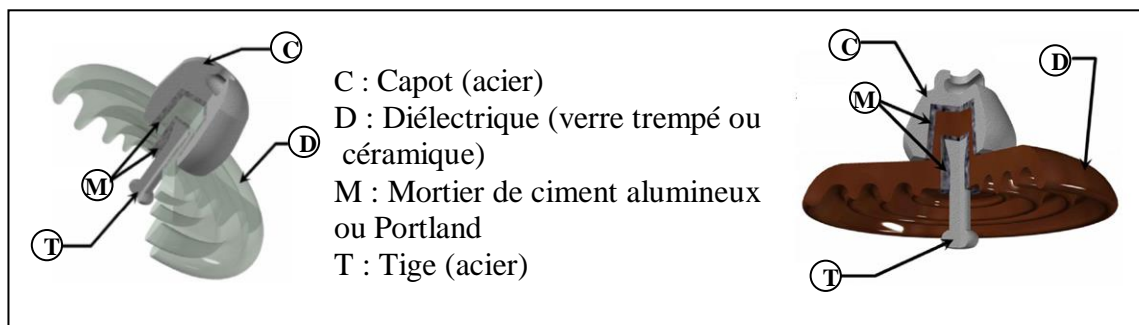 C
D
M
T
C : Capot (acier)
D : Diélectrique (verre trempé ou
céramique)
M : Mortier de ciment alumineux
ou Portland
T : Tige (acier)
C
D
M
T